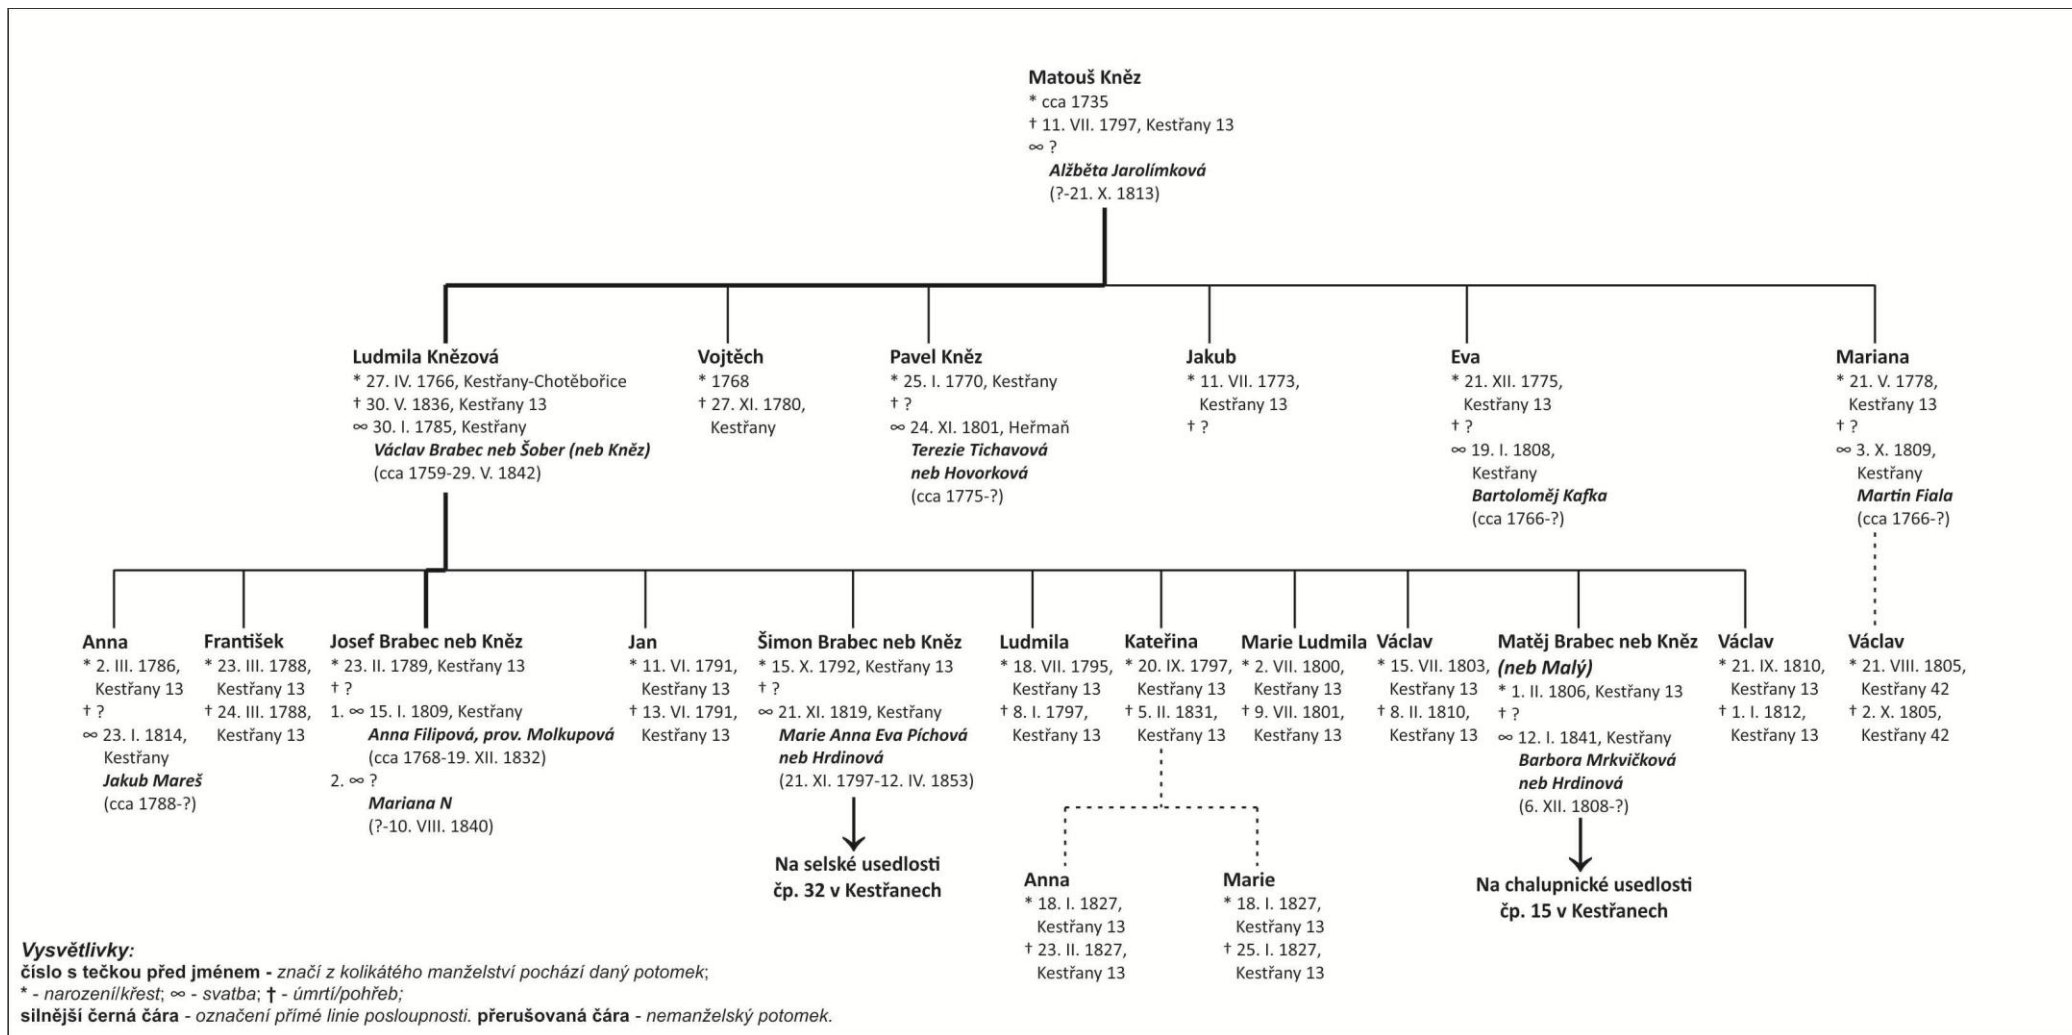 Matouš Kněz
* cca 1735
† 11. VII. 1797, Kestřany 13
∞ ?
Alžběta Jarolímková
(?-21. X. 1813)
Ludmila Knězová
* 27. IV. 1766, Kestřany-Chotěbořice
† 30. V. 1836, Kestřany 13
∞ 30. I. 1785, Kestřany
Václav Brabec neb Šober (neb Kněz)
(cca 1759-29. V. 1842)
Vojtěch
* 1768
† 27. XI. 1780,
Kestřany
Pavel Kněz
* 25. I. 1770, Kestřany
† ?
∞ 24. XI. 1801, Heřmaň
Terezie Tichavová
neb Hovorková
(cca 1775-?)
Jakub
* 11. VII. 1773,
Kestřany 13
† ?
Eva
* 21. XII. 1775,
Kestřany 13
† ?
∞ 19. I. 1808,
Kestřany
Bartoloměj Kafka
(cca 1766-?)
Mariana
* 21. V. 1778,
Kestřany 13
† ?
∞ 3. X. 1809,
Kestřany
Martin Fiala
(cca 1766-?)
Anna
* 2. III. 1786,
Kestřany 13
† ?
∞ 23. I. 1814,
Kestřany
Jakub Mareš
(cca 1788-?)
František
* 23. III. 1788,
Kestřany 13
† 24. III. 1788,
Kestřany 13
Josef Brabec neb Kněz
* 23. II. 1789, Kestřany 13
† ?
1. ∞ 15. I. 1809, Kestřany
Anna Filipová, prov. Molkupová
(cca 1768-19. XII. 1832)
2. ∞ ?
Mariana N
(?-10. VIII. 1840)
Jan
* 11. VI. 1791,
Kestřany 13
† 13. VI. 1791,
Kestřany 13
Šimon Brabec neb Kněz
* 15. X. 1792, Kestřany 13
† ?
∞ 21. XI. 1819, Kestřany
Marie Anna Eva Píchová
neb Hrdinová
(21. XI. 1797-12. IV. 1853)
Na selské usedlosti
čp. 32 v Kestřanech
Ludmila
* 18. VII. 1795,
Kestřany 13
† 8. I. 1797,
Kestřany 13
Kateřina
* 20. IX. 1797,
Kestřany 13
† 5. II. 1831,
Kestřany 13
Marie Ludmila
* 2. VII. 1800,
Kestřany 13
† 9. VII. 1801,
Kestřany 13
Václav
* 15. VII. 1803,
Kestřany 13
† 8. II. 1810,
Kestřany 13
Matěj Brabec neb Kněz
(neb Malý)
* 1. II. 1806, Kestřany 13
† ?
∞ 12. I. 1841, Kestřany
Barbora Mrkvičková
neb Hrdinová
(6. XII. 1808-?)
Na chalupnické usedlosti
čp. 15 v Kestřanech
Václav
* 21. IX. 1810,
Kestřany 13
† 1. I. 1812,
Kestřany 13
Václav
* 21. VIII. 1805,
Kestřany 42
† 2. X. 1805,
Kestřany 42
Anna
* 18. I. 1827,
Kestřany 13
† 23. II. 1827,
Kestřany 13
Marie
* 18. I. 1827,
Kestřany 13
† 25. I. 1827,
Kestřany 13
Vysvětlivky:
číslo s tečkou před jménem - značí z kolikátého manželství pochází daný potomek;
* - narození/křest; ∞ - svatba; † - úmrtí/pohřeb;
silnější černá čára - označení přímé linie posloupnosti. přerušovaná čára - nemanželský potomek.